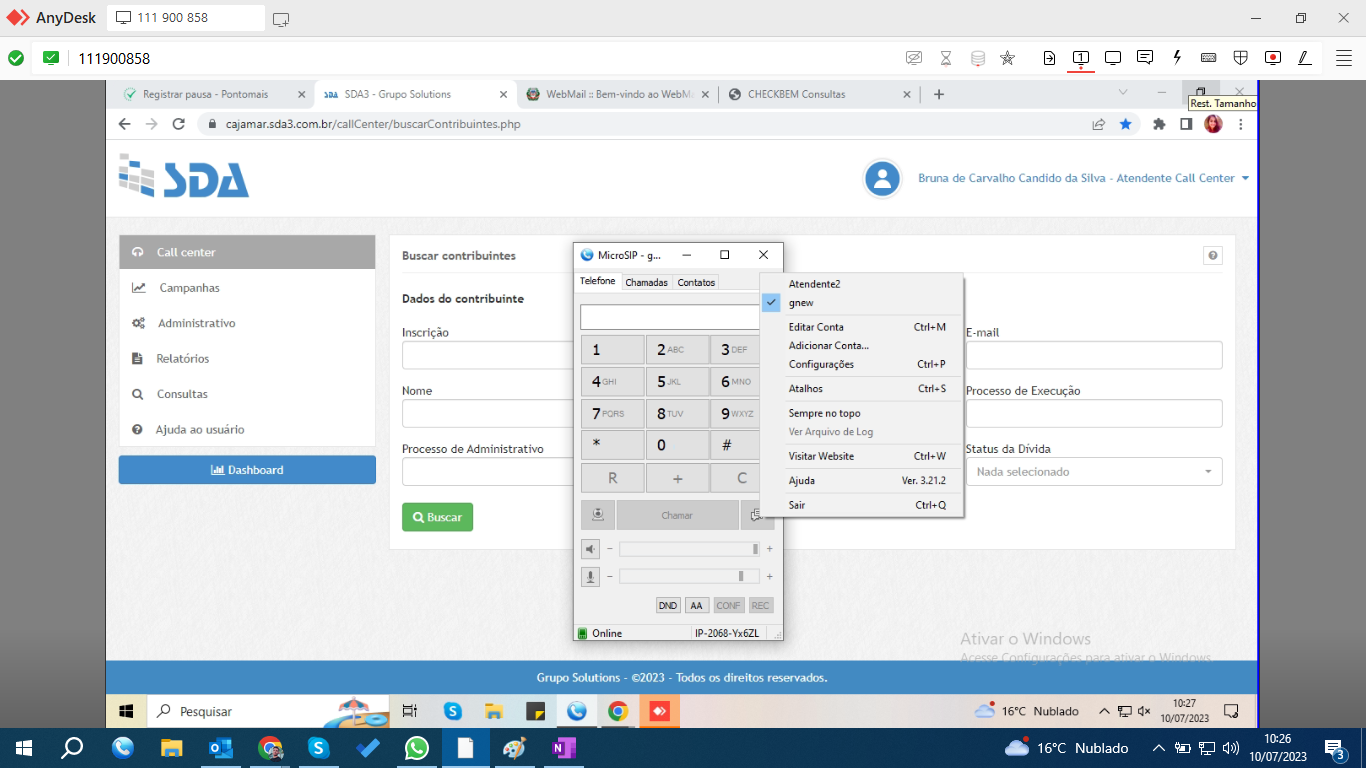 AnyDesk
111 900 858
111900858
Registrar pausa - Pontomais
SDA3 - Grupo Solutions
WebMail :: Bem-vindo ao WebMa
CHECKBEM Consultas
Rest. Tamanho
cajamar.sda3.com.br/callCenter/buscarContribuintes.php
SDA
Bruna de Carvalho Candido da Silva - Atendente Call Center
Call center
Campanhas
Administrativo
Relatórios
Consultas
Ajuda ao usuário
Dashboard
Buscar contribuintes
Dados do contribuinte
Inscrição
E-mail
Nome
Processo de Execução
Processo de Administrativo
Status da Dívida
Nada selecionado
Buscar
MicroSIP - g...
Telefone
Chamadas
Contatos
1
2 ABC
3 DEF
4 GHI
5 JKL
6 MNO
7 PQRS
8 TUV
9 WXYZ
*
0
#
R
+
C
Chamar
- +
- +
DND
AA
CONF
REC
Online
IP-2068-Yx6ZL
Atendente2
gnew
Editar Conta Ctrl+M
Adicionar Conta...
Configurações Ctrl+P
Atalhos Ctrl+S
Sempre no topo
Ver Arquivo de Log
Visitar Website Ctrl+W
Ajuda Ver. 3.21.2
Sair Ctrl+Q
Ativar o Windows
Acesse Configurações para ativar o Windows.
Grupo Solutions - ©2023 - Todos os direitos reservados.
Pesquisar
16°C Nublado
10:27
10/07/2023
16°C Nublado
10:26
10/07/2023
3